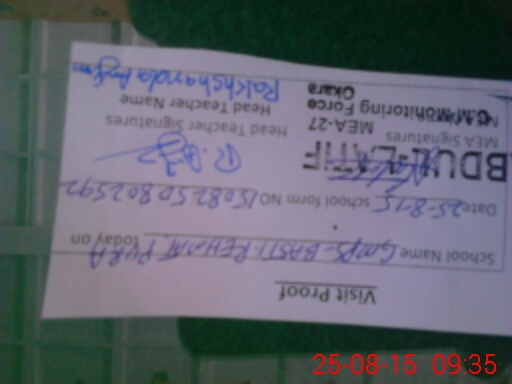 Visit Proof
School Name GMPS-BASTI REHMAT PURA today on
Date 25-8-15 school form NO 1508250802592
ABDUL LATIF
MEA Signatures Head Teacher Signatures
MEA-27 Head Teacher Name
C.M Monitoring Force Rakhshanda
Okara
25-08-15 09:35